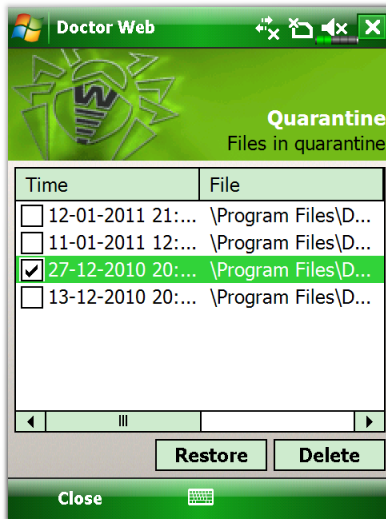 Doctor Web
Quarantine
Files in quarantine
Time File
12-01-2011 21:... \Program Files\D...
11-01-2011 12:... \Program Files\D...
27-12-2010 20:... \Program Files\D...
13-12-2010 20:... \Program Files\D...
Restore Delete
Close